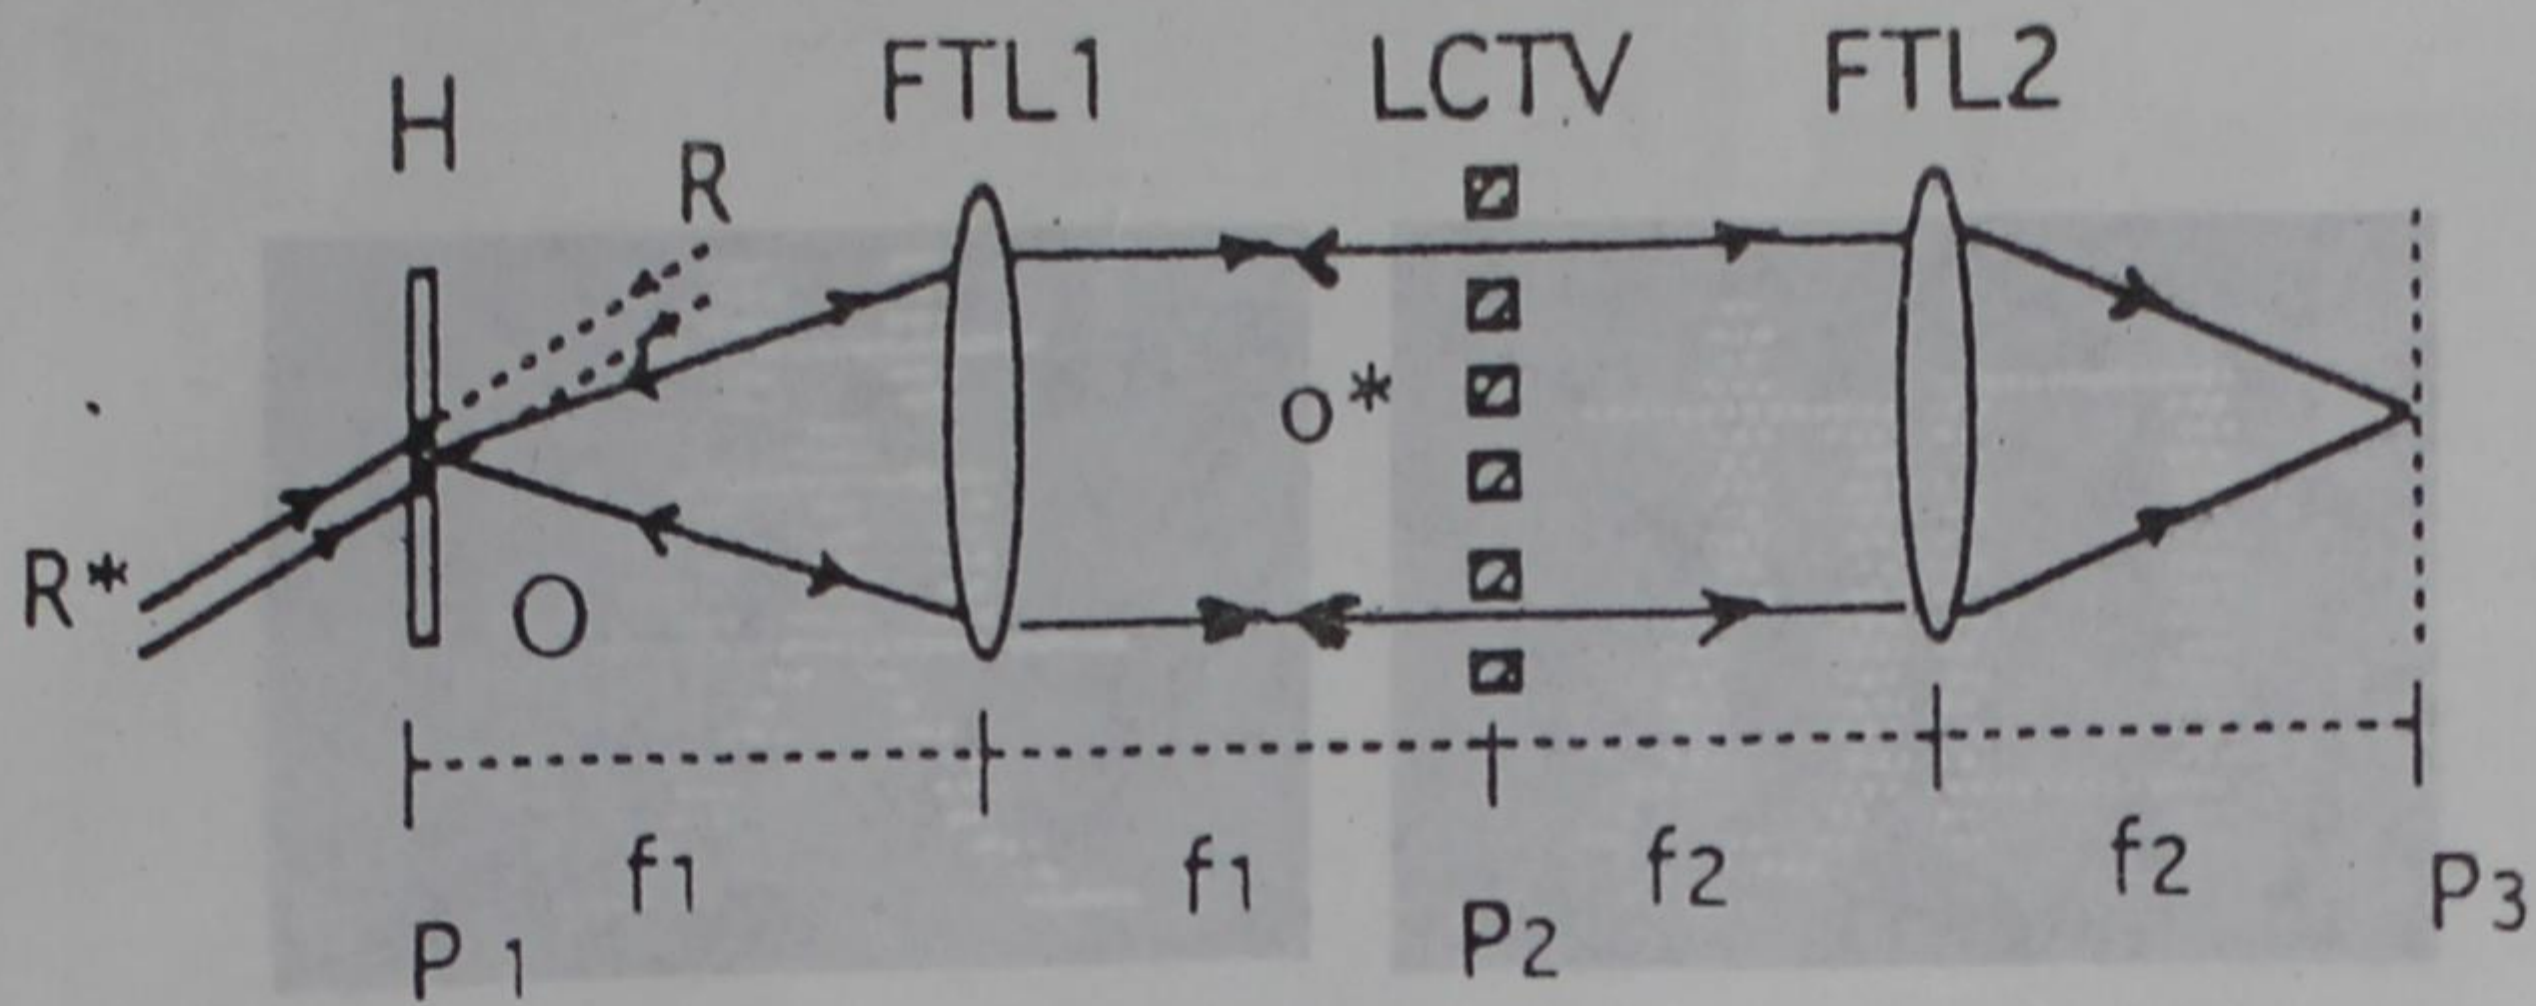 H FTL1 LCTV FTL2
R
O*
R* O
f1 f1 f2 f2
P1 P2 P3